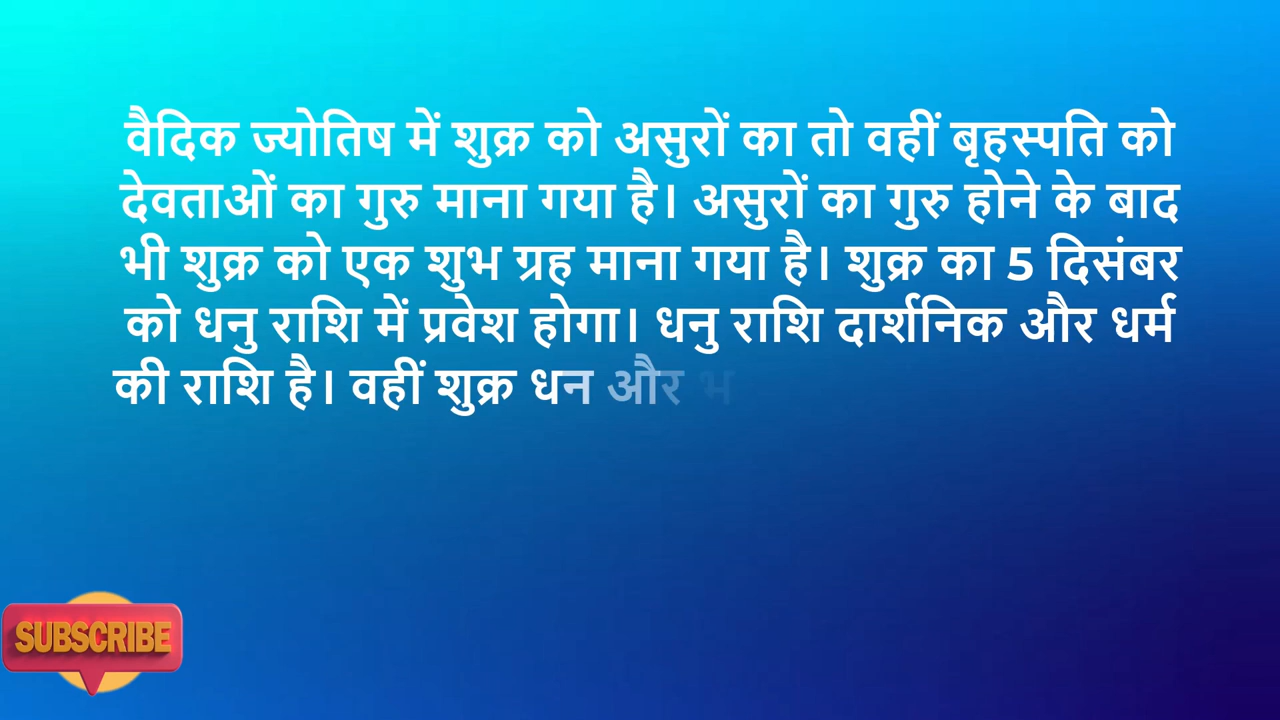 वैदिक ज्योतिष में शुक्र को असुरों का तो वहीं बृहस्पति को
देवताओं का गुरु माना गया है। असुरों का गुरु होने के बाद
भी शुक्र को एक शुभ ग्रह माना गया है। शुक्र का 5 दिसंबर
को धनु राशि में प्रवेश होगा। धनु राशि दार्शनिक और धर्म
की राशि है। वहीं शुक्र धन और
SUBSCRIBE